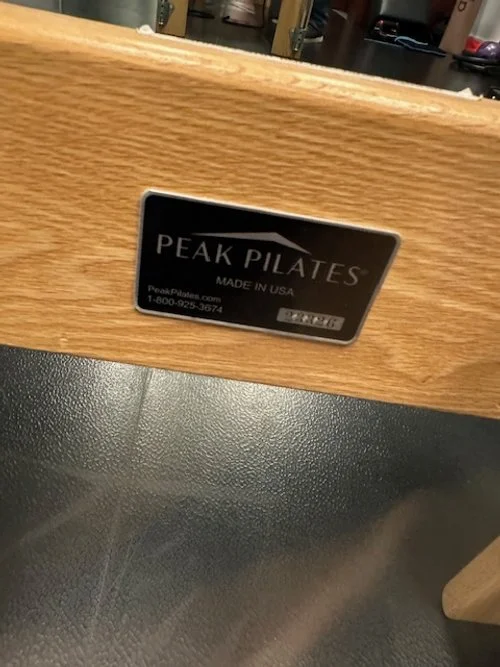 PEAK PILATES®
MADE IN USA
PeakPilates.com
1-800-925-3674